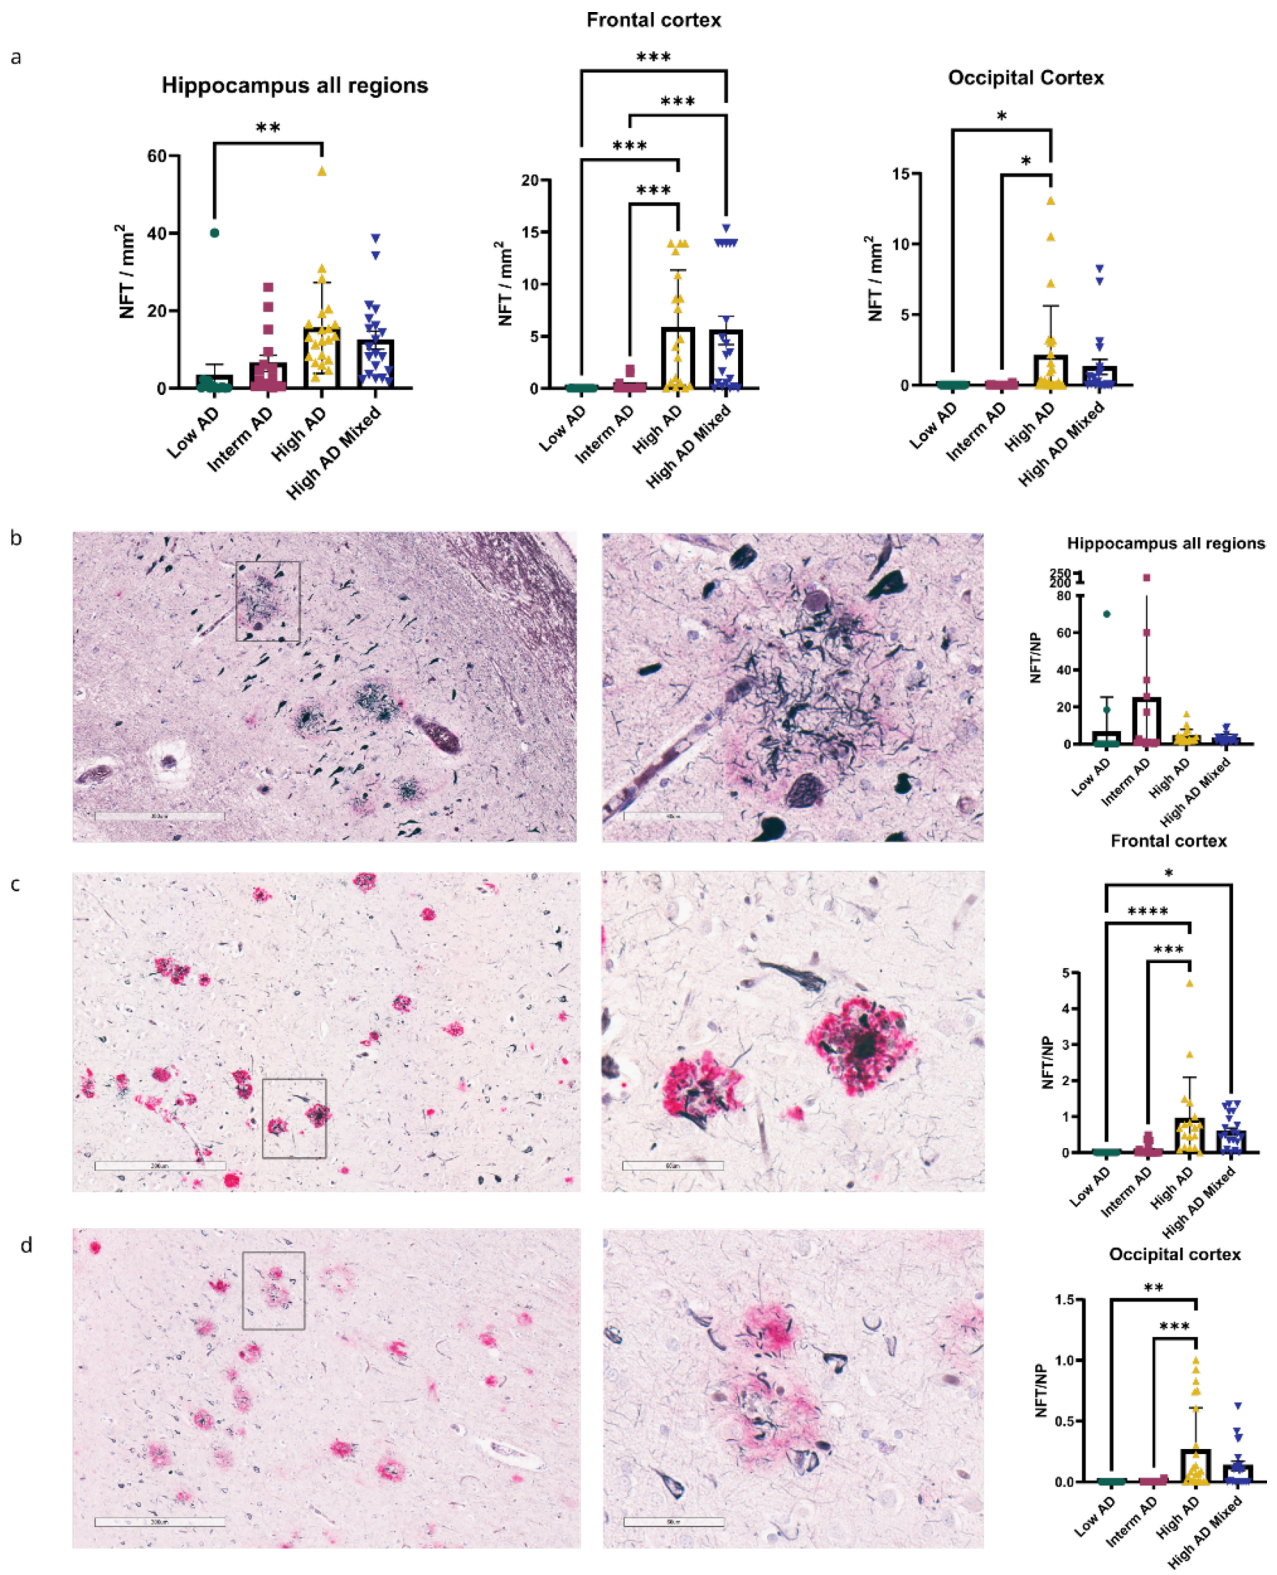 Frontal cortex
a
Hippocampus all regions
Occipital Cortex
***
***
**
***
***
*
*
NFT / mm2
60
40
20
0
Low AD
Interm AD
High AD
High AD Mixed
NFT / mm2
20
15
10
5
0
Low AD
Interm AD
High AD
High AD Mixed
NFT / mm2
15
10
5
0
Low AD
Interm AD
High AD
High AD Mixed
b
Hippocampus all regions
NFT/NP
250
200
80
60
40
20
0
Low AD
Interm AD
High AD
High AD Mixed
c
Frontal cortex
*
****
***
NFT/NP
5
4
3
2
1
0
Low AD
Interm AD
High AD
High AD Mixed
200um
60um
d
Occipital cortex
**
***
NFT/NP
1.5
1.0
0.5
0.0
Low AD
Interm AD
High AD
High AD Mixed
200um